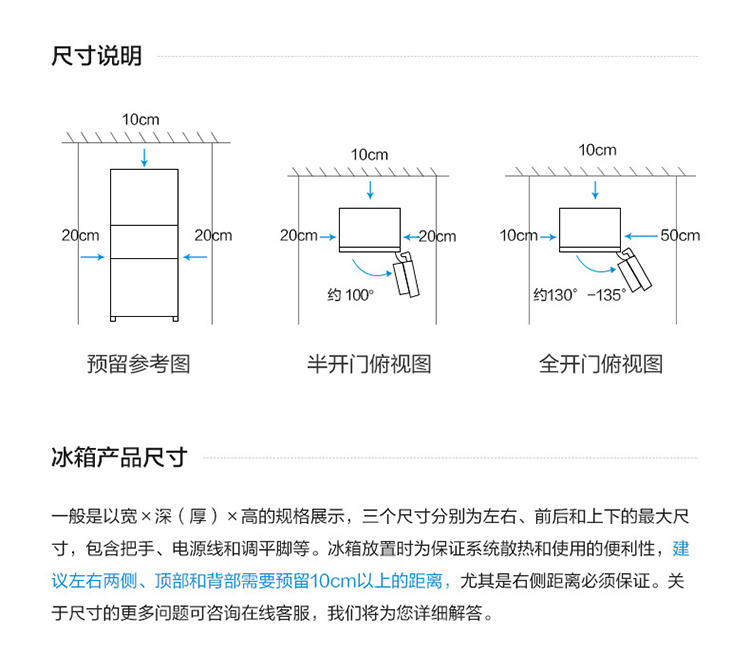 尺寸说明
10cm
20cm
20cm
预留参考图
10cm
20cm
20cm
约 100°
半开门俯视图
10cm
10cm
50cm
约130° -135°
全开门俯视图
冰箱产品尺寸
一般是以宽×深（厚）×高的规格展示，三个尺寸分别为左右、前后和上下的最大尺
寸，包含把手、电源线和调平脚等。冰箱放置时为保证系统散热和使用的便利性，建
议左右两侧、顶部和背部需要预留10cm以上的距离，尤其是右侧距离必须保证。关
于尺寸的更多问题可咨询在线客服，我们将为您详细解答。